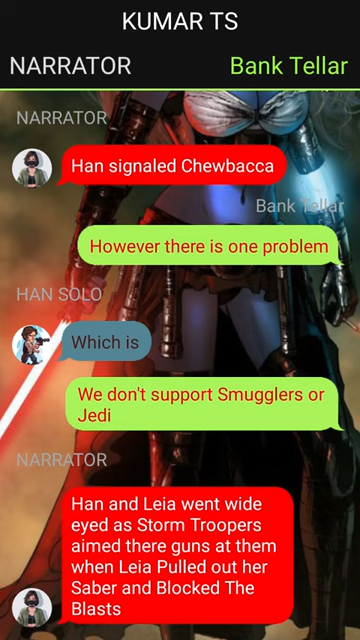 KUMAR TS
NARRATOR Bank Tellar
NARRATOR
Han signaled Chewbacca
Bank Tellar
However there is one problem
HAN SOLO
Which is
We don't support Smugglers or
Jedi
NARRATOR
Han and Leia went wide
eyed as Storm Troopers
aimed there guns at them
when Leia Pulled out her
Saber and Blocked The
Blasts